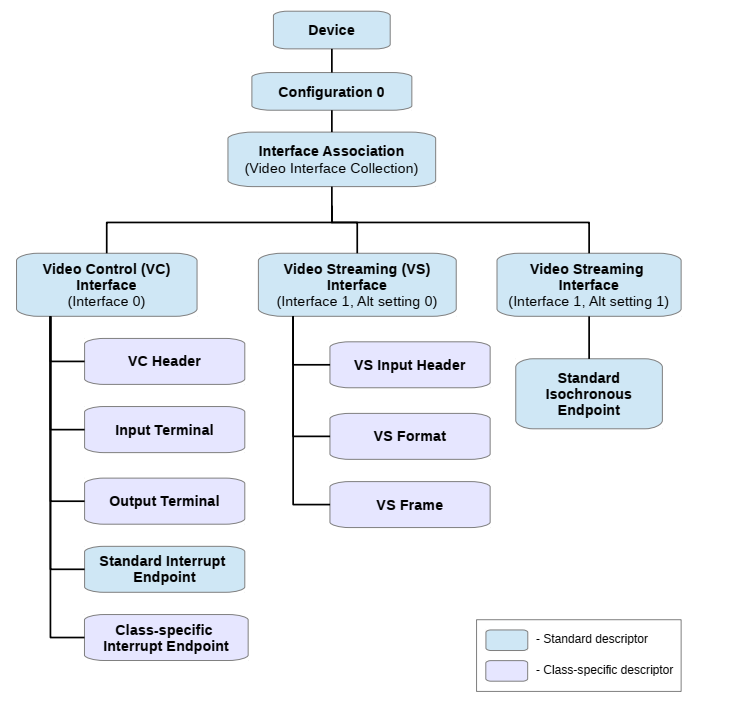 Device
Configuration 0
Interface Association
(Video Interface Collection)
Video Control (VC)
Interface
(Interface 0)
Video Streaming (VS)
Interface
(Interface 1, Alt setting 0)
Video Streaming
Interface
(Interface 1, Alt setting 1)
VC Header
Input Terminal
Output Terminal
Standard Interrupt
Endpoint
Class-specific
Interrupt Endpoint
VS Input Header
VS Format
VS Frame
Standard
Isochronous
Endpoint
- Standard descriptor
- Class-specific descriptor